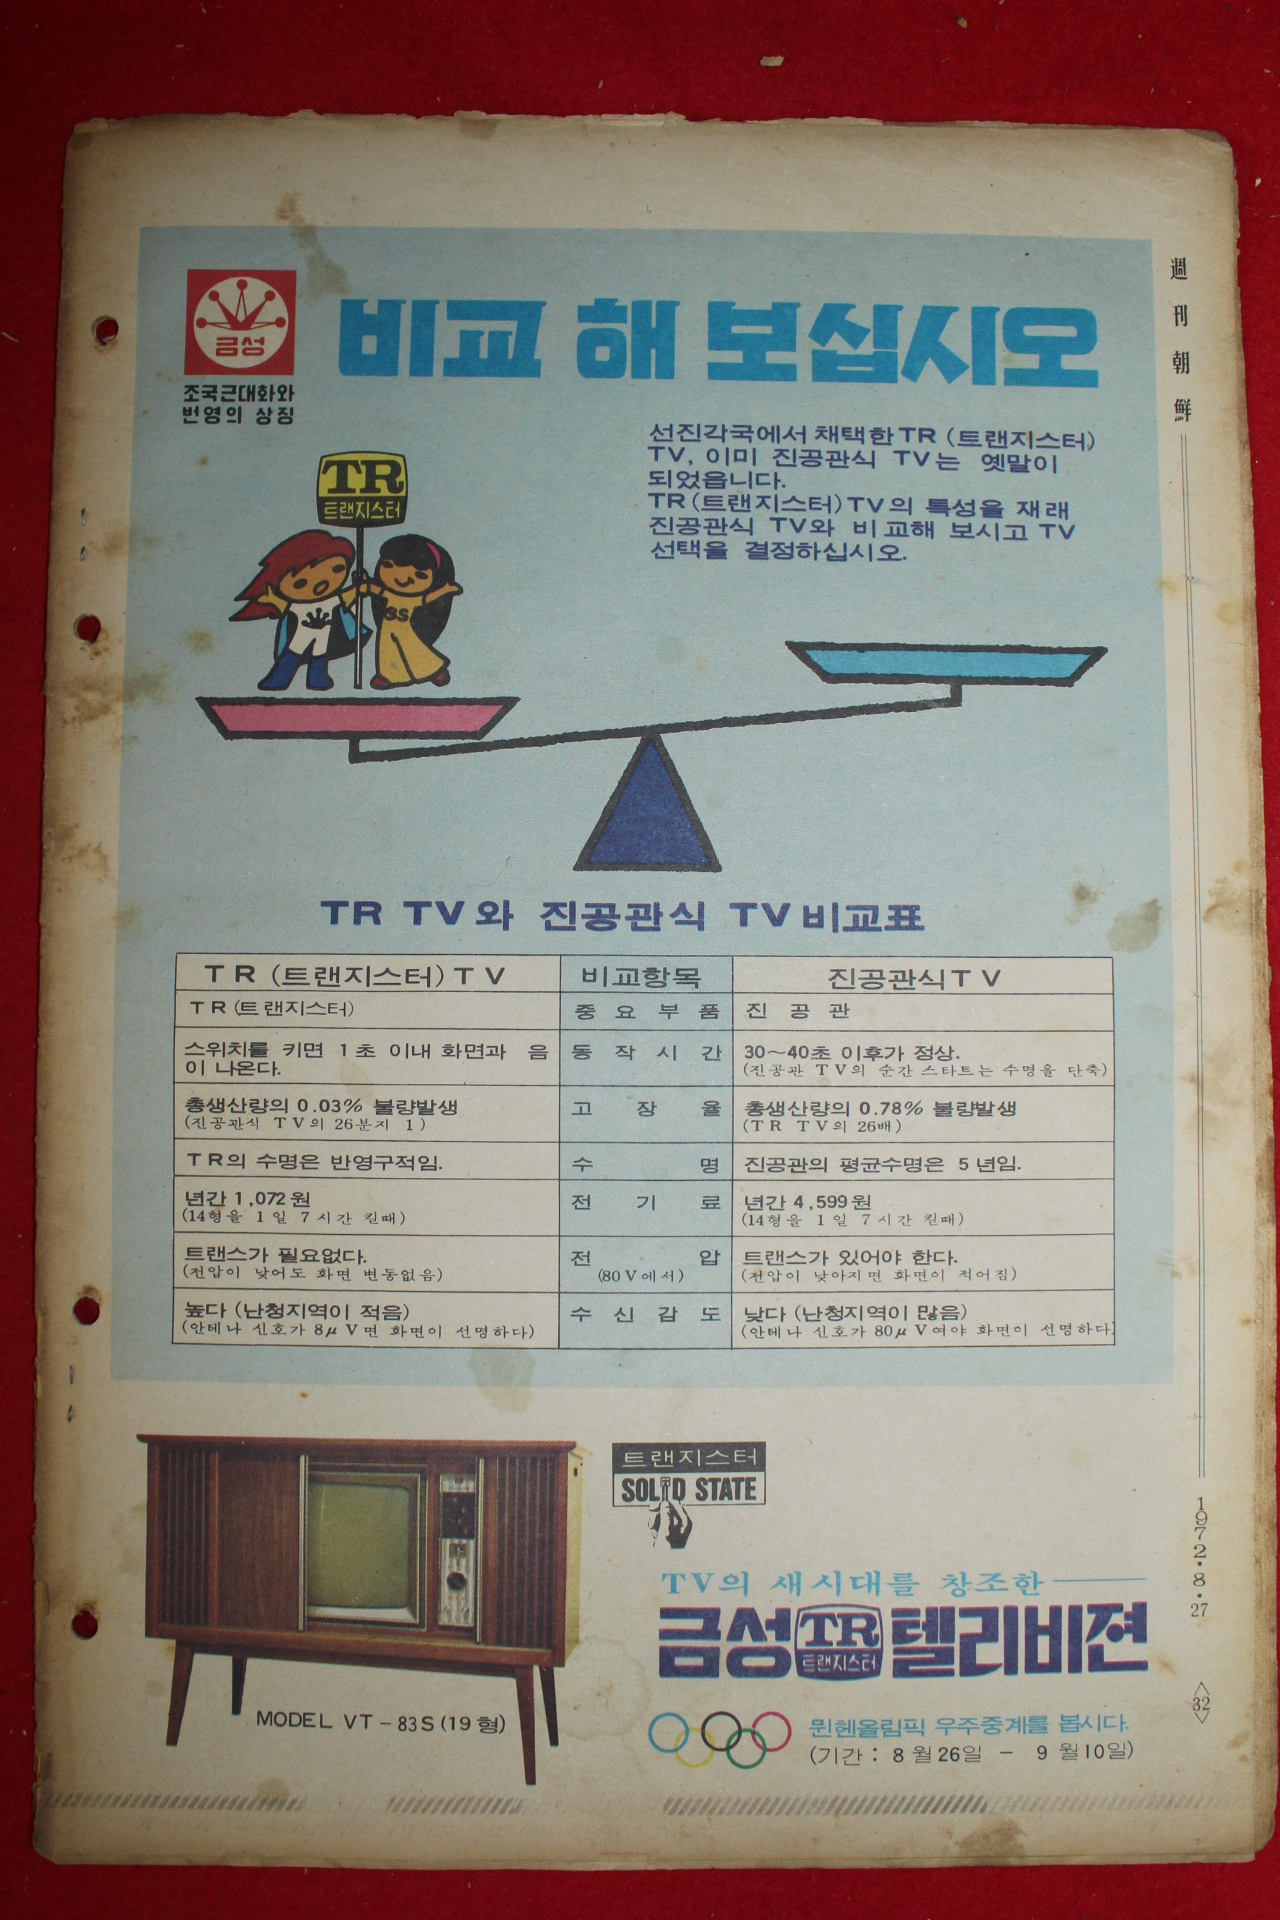 금성
조국근대화와
번영의 상징
비교 해 보십시오
선진각국에서 채택한 TR (트랜지스터)
TV, 이미 진공관식 TV는 옛말이
되었읍니다.
TR(트랜지스터)TV의 특성을 재래
진공관식 TV와 비교해 보시고 TV
선택을 결정하십시오.
TR
트랜지스터
SS
TR TV와 진공관식 TV비교표
TR (트랜지스터) TV 비교항목 진공관식TV
TR(트랜지스터) 중요부품 진공관
스위치를 키면 1초 이내 화면과 음
이 나온다.
동작시간
30~40초 이후가 정상.
(진공관 TV의 순간 스타트는 수명을 단축)
총생산량의 0.03% 불량발생
(진공관식 TV의 26분지 1)
고장율
총생산량의 0.78% 불량발생
(TR TV의 26배)
TR의 수명은 반영구적임. 수명 진공관의 평균수명은 5년임.
년간 1,072원
(14형을 1일 7시간 킬때)
전기료
년간 4,599원
(14형을 1일 7시간 킬때)
트랜스가 필요없다.
(전압이 낮어도 화면 변동없음)
전압
(80V에서)
트랜스가 있어야 한다.
(전압이 낮아지면 화면이 적어짐)
높다 (난청지역이 적음)
(안테나 신호가 8μV면 화면이 선명하다)
수신감도
낮다 (난청지역이 많음)
(안테나 신호가 80μV여야 화면이 선명하다)
트랜지스터
SOLID STATE
TV의 새시대를 창조한
금성 TR 트랜지스터 텔리비젼
MODEL VT-83S(19형)
뮌헨올림픽 우주중계를 봅시다.
(기간: 8월26일 - 9월10일)
週刊朝鮮
1972.8.27
32